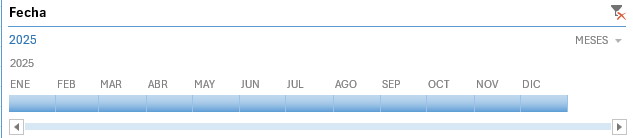 Fecha
2025 MESES
2025
ENE FEB MAR ABR MAY JUN JUL AGO SEP OCT NOV DIC